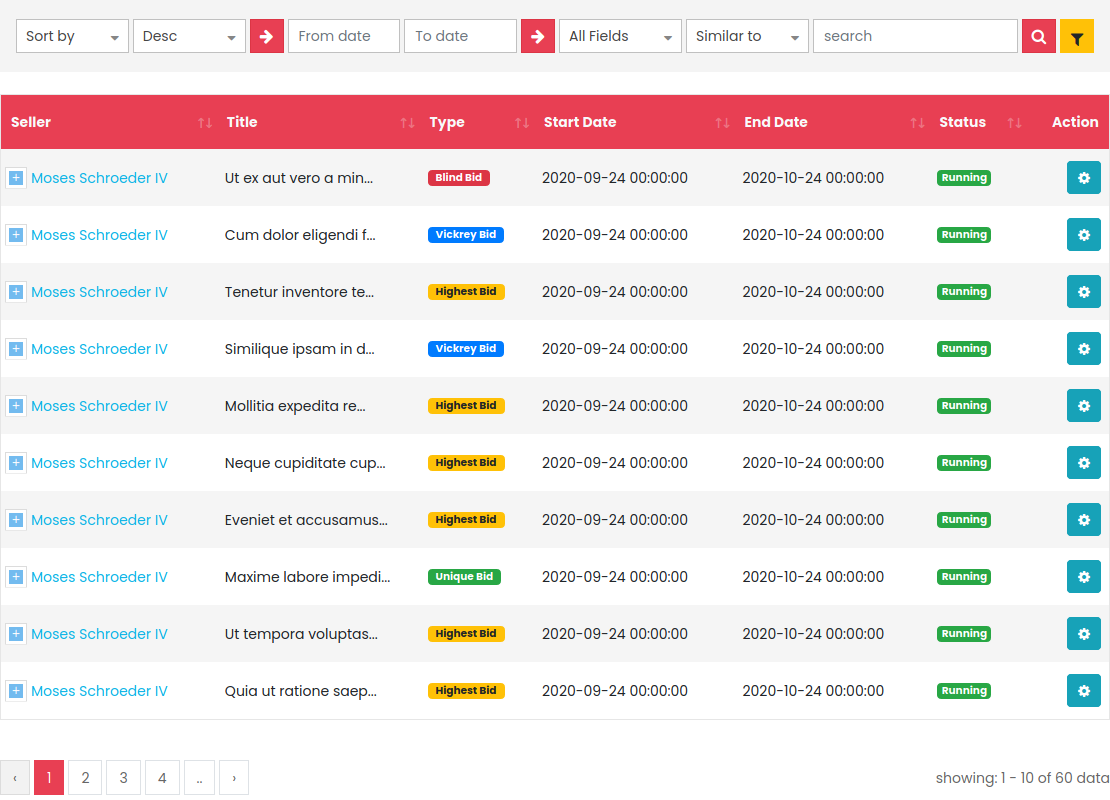 Sort by Desc From date To date All Fields Similar to search
Seller Title Type Start Date End Date Status Action
Moses Schroeder IV Ut ex aut vero a min... Blind Bid 2020-09-24 00:00:00 2020-10-24 00:00:00 Running
Moses Schroeder IV Cum dolor eligendi f... Vickrey Bid 2020-09-24 00:00:00 2020-10-24 00:00:00 Running
Moses Schroeder IV Tenetur inventore te... Highest Bid 2020-09-24 00:00:00 2020-10-24 00:00:00 Running
Moses Schroeder IV Similique ipsam in d... Vickrey Bid 2020-09-24 00:00:00 2020-10-24 00:00:00 Running
Moses Schroeder IV Mollitia expedita re... Highest Bid 2020-09-24 00:00:00 2020-10-24 00:00:00 Running
Moses Schroeder IV Neque cupiditate cup... Highest Bid 2020-09-24 00:00:00 2020-10-24 00:00:00 Running
Moses Schroeder IV Eveniet et accusamus... Highest Bid 2020-09-24 00:00:00 2020-10-24 00:00:00 Running
Moses Schroeder IV Maxime labore impedi... Unique Bid 2020-09-24 00:00:00 2020-10-24 00:00:00 Running
Moses Schroeder IV Ut tempora voluptas... Highest Bid 2020-09-24 00:00:00 2020-10-24 00:00:00 Running
Moses Schroeder IV Quia ut ratione saep... Highest Bid 2020-09-24 00:00:00 2020-10-24 00:00:00 Running
‹ 1 2 3 4 .. › showing: 1 - 10 of 60 data